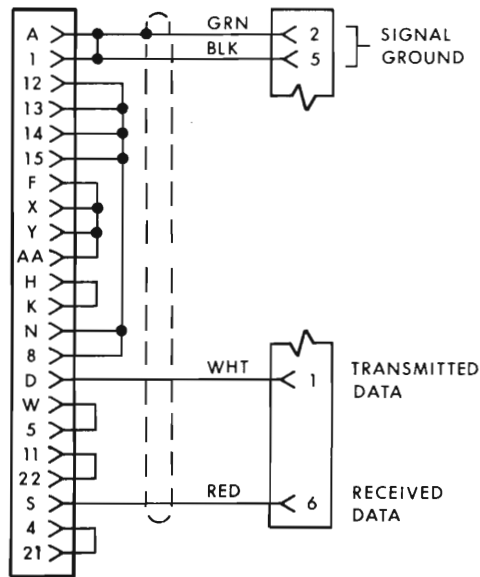 A GRN 2 SIGNAL
1 BLK 5 GROUND
12
13
14
15
F
X
Y
AA
H
K
N
8
D WHT 1 TRANSMITTED
DATA
W
5
11
22
S RED 6 RECEIVED
DATA
4
21